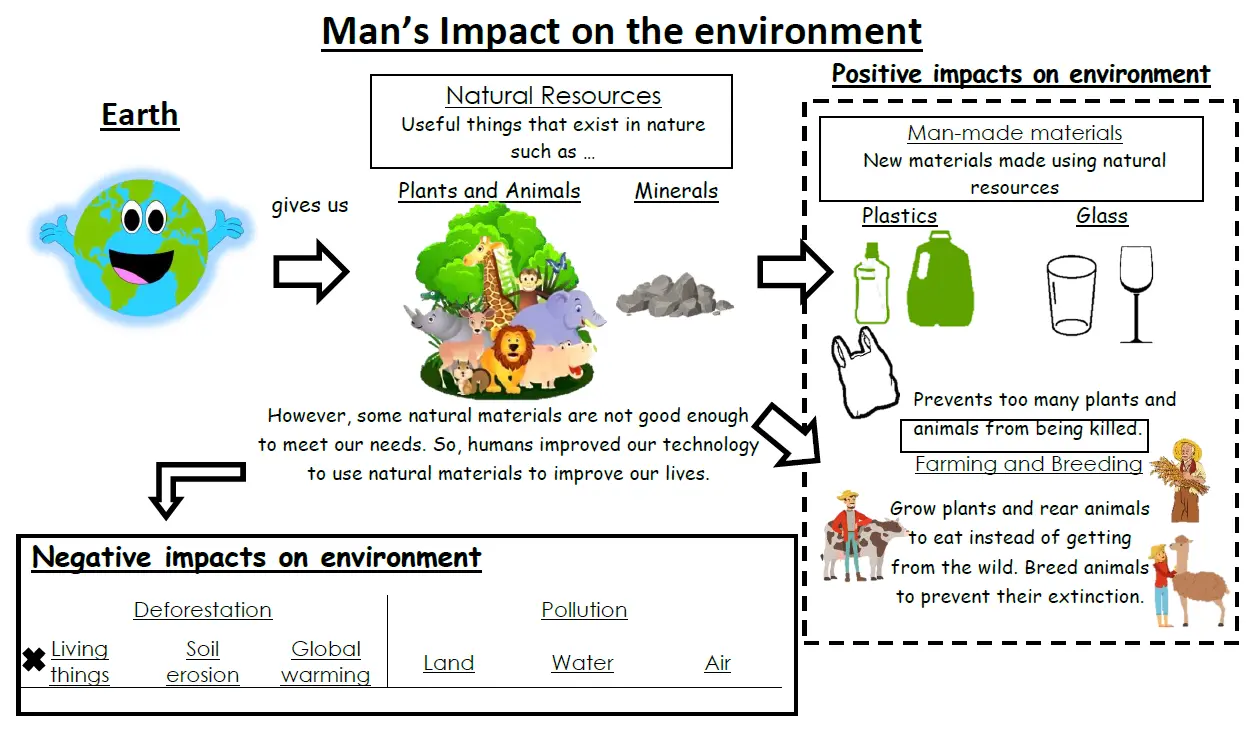 Man’s Impact on the environment
Earth
gives us
Natural Resources
Useful things that exist in nature
such as …
Plants and Animals
Minerals
However, some natural materials are not good enough
to meet our needs. So, humans improved our technology
to use natural materials to improve our lives.
Positive impacts on environment
Man-made materials
New materials made using natural
resources
Plastics
Glass
Prevents too many plants and
animals from being killed.
Farming and Breeding
Grow plants and rear animals
to eat instead of getting
from the wild. Breed animals
to prevent their extinction.
Negative impacts on environment
Deforestation
Living
things
Soil
erosion
Global
warming
Pollution
Land
Water
Air